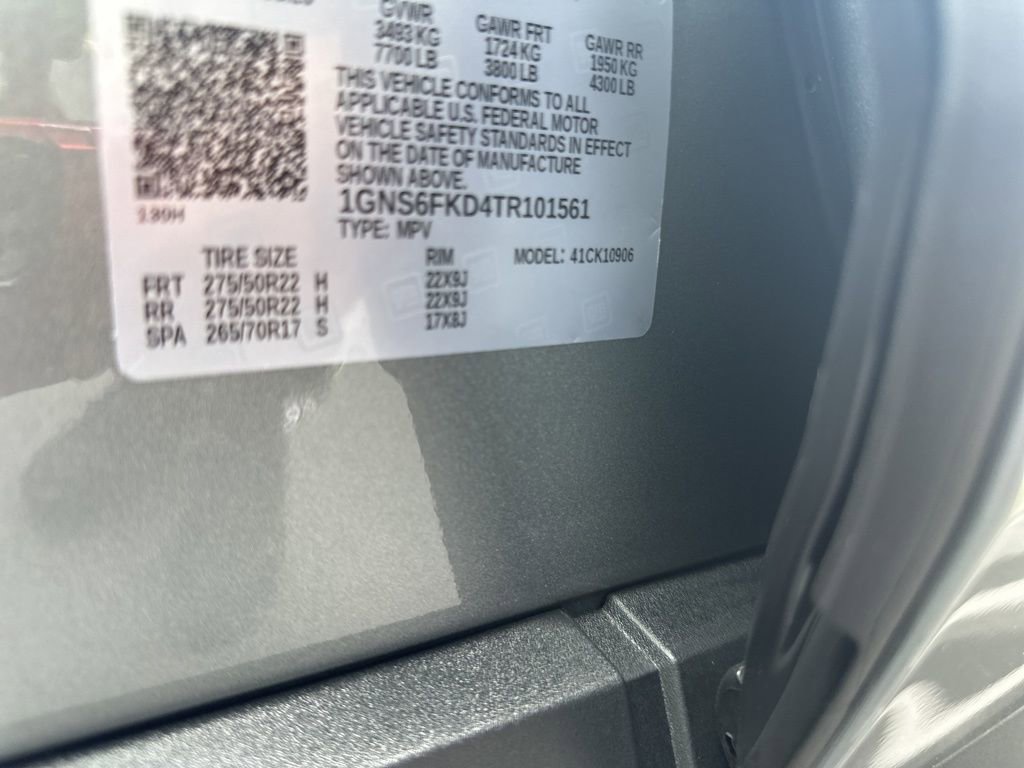 GVWR
3493 KG
7700 LB
GAWR FRT
1724 KG
3800 LB
GAWR RR
1950 KG
4300 LB
THIS VEHICLE CONFORMS TO ALL
APPLICABLE U.S. FEDERAL MOTOR
VEHICLE SAFETY STANDARDS IN EFFECT
ON THE DATE OF MANUFACTURE
SHOWN ABOVE.
1GNS6FKD4TR101561
TYPE: MPV
TIRE SIZE RIM MODEL: 41CK10906
FRT 275/50R22 H 22X9J
RR 275/50R22 H 22X9J
SPA 265/70R17 S 17X8J